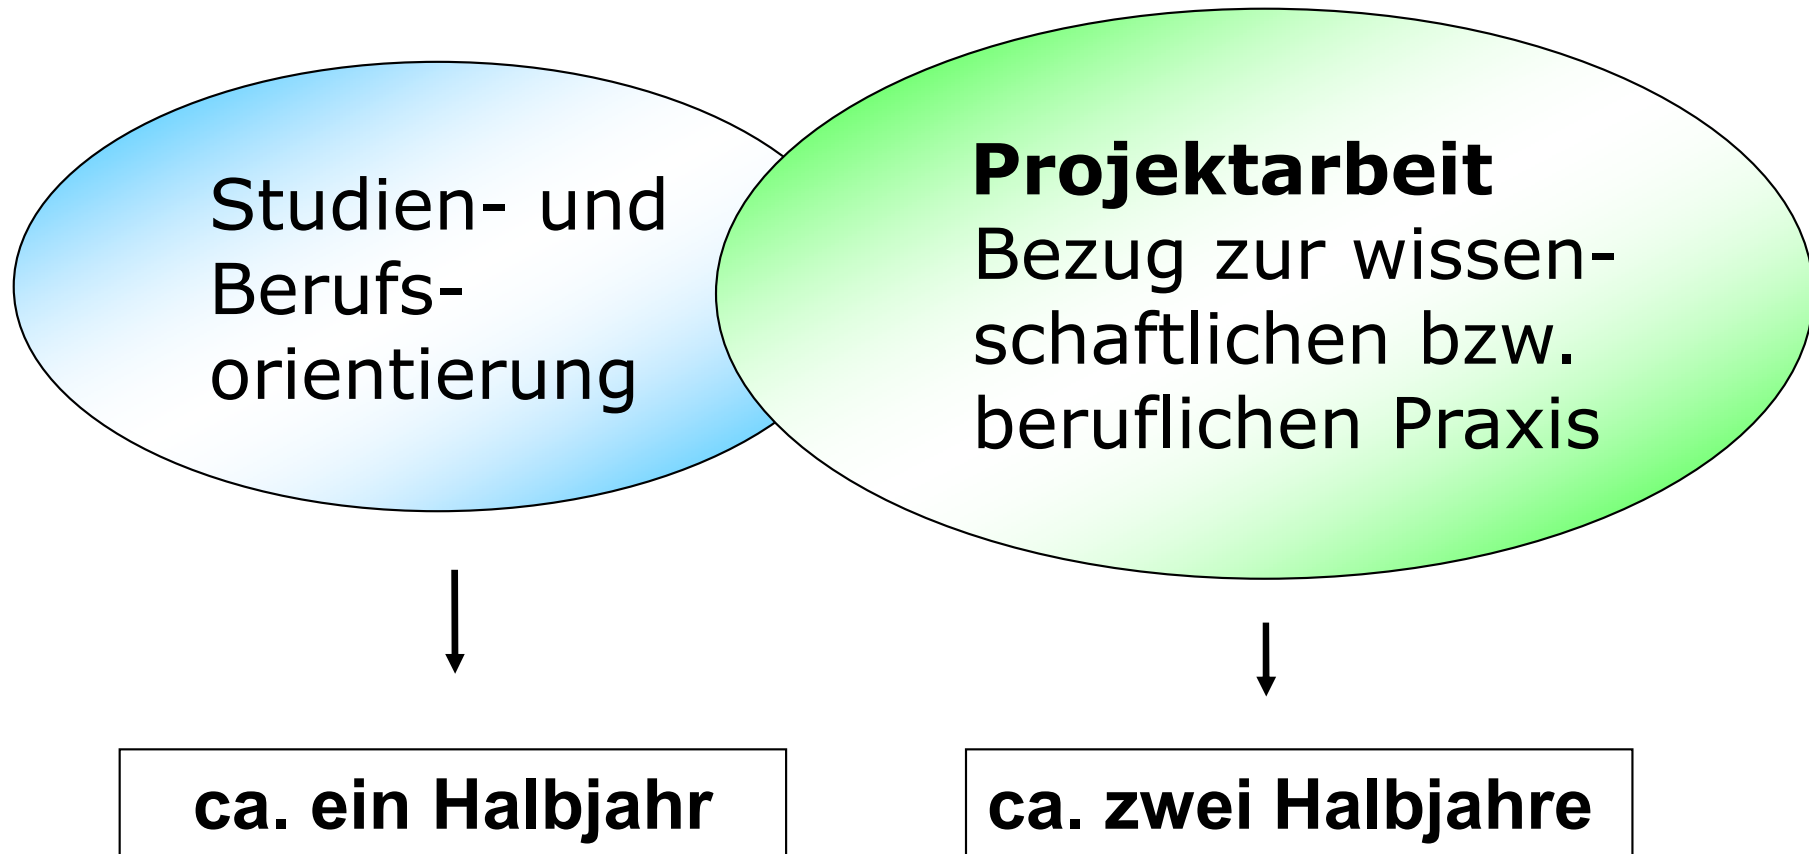 Studien- und
Berufs-
orientierung
Projektarbeit
Bezug zur wissen-
schaftlichen bzw.
beruflichen Praxis
ca. ein Halbjahr
ca. zwei Halbjahre